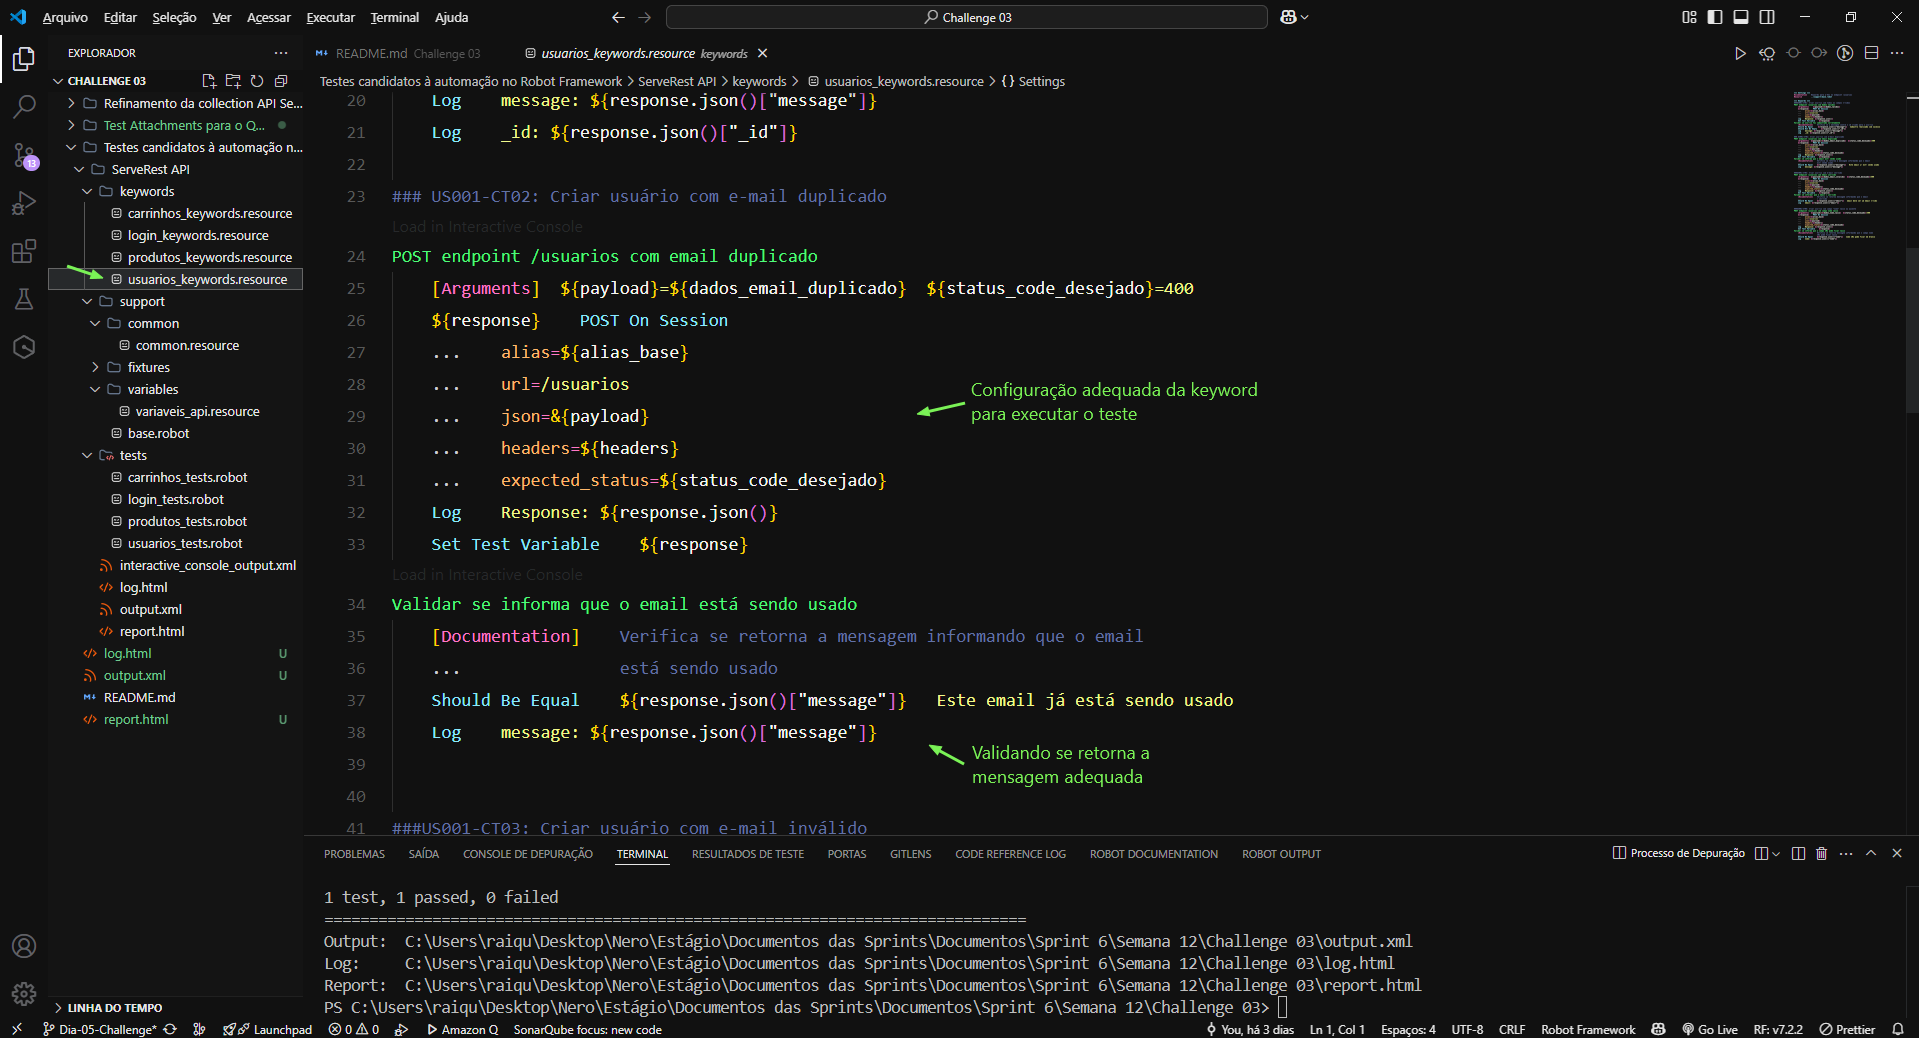 Arquivo Editar Seleção Ver Acessar Executar Terminal Ajuda
Challenge 03
EXPLORADOR
CHALLENGE 03
Refinamento da collection API Se...
Test Attachments para o Q...
Testes candidatos à automação n...
ServeRest API
keywords
carrinhos_keywords.resource
login_keywords.resource
produtos_keywords.resource
usuarios_keywords.resource
support
common
common.resource
fixtures
variables
variaveis_api.resource
base.robot
tests
carrinhos_tests.robot
login_tests.robot
produtos_tests.robot
usuarios_tests.robot
interactive_console_output.xml
log.html
output.xml
report.html
log.html U
output.xml U
README.md
report.html U
LINHA DO TEMPO
13
README.md Challenge 03
usuarios_keywords.resource keywords
Testes candidatos à automação no Robot Framework > ServeRest API > keywords > usuarios_keywords.resource > {} Settings
20 Log message: ${response.json()["message"]}
21 Log _id: ${response.json()["_id"]}
22
23 ### US001-CT02: Criar usuário com e-mail duplicado
Load in Interactive Console
24 POST endpoint /usuarios com email duplicado
25 [Arguments] ${payload}=${dados_email_duplicado} ${status_code_desejado}=400
26 ${response} POST On Session
27 ... alias=${alias_base}
28 ... url=/usuarios
29 ... json=&{payload}
30 ... headers=${headers}
31 ... expected_status=${status_code_desejado}
32 Log Response: ${response.json()}
33 Set Test Variable ${response}
Configuração adequada da keyword
para executar o teste
Load in Interactive Console
34 Validar se informa que o email está sendo usado
35 [Documentation] Verifica se retorna a mensagem informando que o email
36 ... está sendo usado
37 Should Be Equal ${response.json()["message"]} Este email já está sendo usado
38 Log message: ${response.json()["message"]}
39
40
Validando se retorna a
mensagem adequada
41 ###US001-CT03: Criar usuário com e-mail inválido
PROBLEMAS SAÍDA CONSOLE DE DEPURAÇÃO TERMINAL RESULTADOS DE TESTE PORTAS GITLENS CODE REFERENCE LOG ROBOT DOCUMENTATION ROBOT OUTPUT
Processo de Depuração
1 test, 1 passed, 0 failed
==============================================================================
Output: C:\Users\raiqu\Desktop\Nero\Estágio\Documentos das Sprints\Documentos\Sprint 6\Semana 12\Challenge 03\output.xml
Log: C:\Users\raiqu\Desktop\Nero\Estágio\Documentos das Sprints\Documentos\Sprint 6\Semana 12\Challenge 03\log.html
Report: C:\Users\raiqu\Desktop\Nero\Estágio\Documentos das Sprints\Documentos\Sprint 6\Semana 12\Challenge 03\report.html
PS C:\Users\raiqu\Desktop\Nero\Estágio\Documentos das Sprints\Documentos\Sprint 6\Semana 12\Challenge 03>
Dia-05-Challenge* Launchpad 0 0 Amazon Q SonarQube focus: new code You, há 3 dias Ln 1, Col 1 Espaços: 4 UTF-8 CRLF Robot Framework Go Live RF: v7.2.2 Prettier